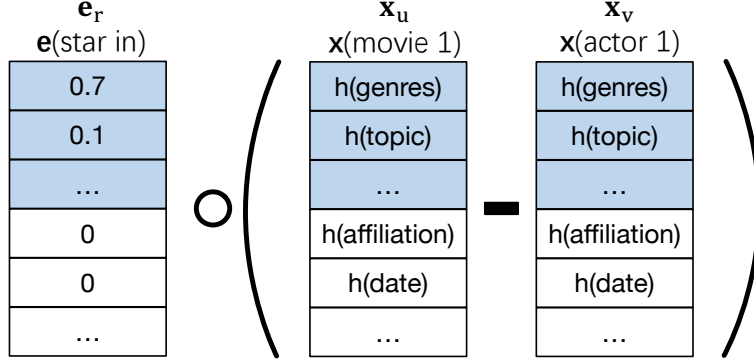 e_r x_u x_v
e(star in) x(movie 1) x(actor 1)
0.7 h(genres) h(genres)
0.1 h(topic) h(topic)
... ... ...
0 h(affiliation) h(affiliation)
0 h(date) h(date)
... ... ...